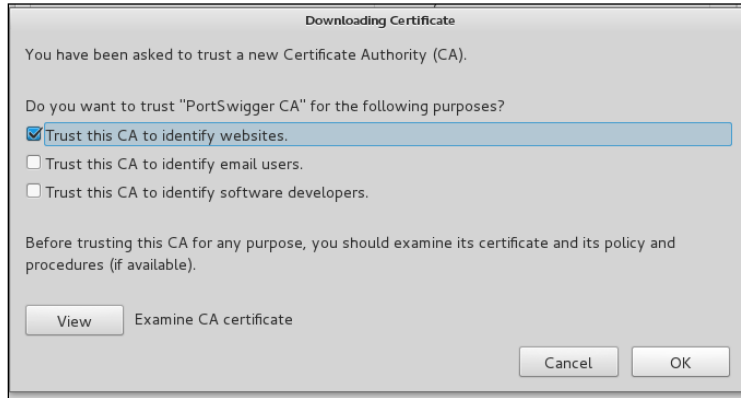 Downloading Certificate
You have been asked to trust a new Certificate Authority (CA).
Do you want to trust "PortSwigger CA" for the following purposes?
Trust this CA to identify websites.
Trust this CA to identify email users.
Trust this CA to identify software developers.
Before trusting this CA for any purpose, you should examine its certificate and its policy and
procedures (if available).
View Examine CA certificate
Cancel OK